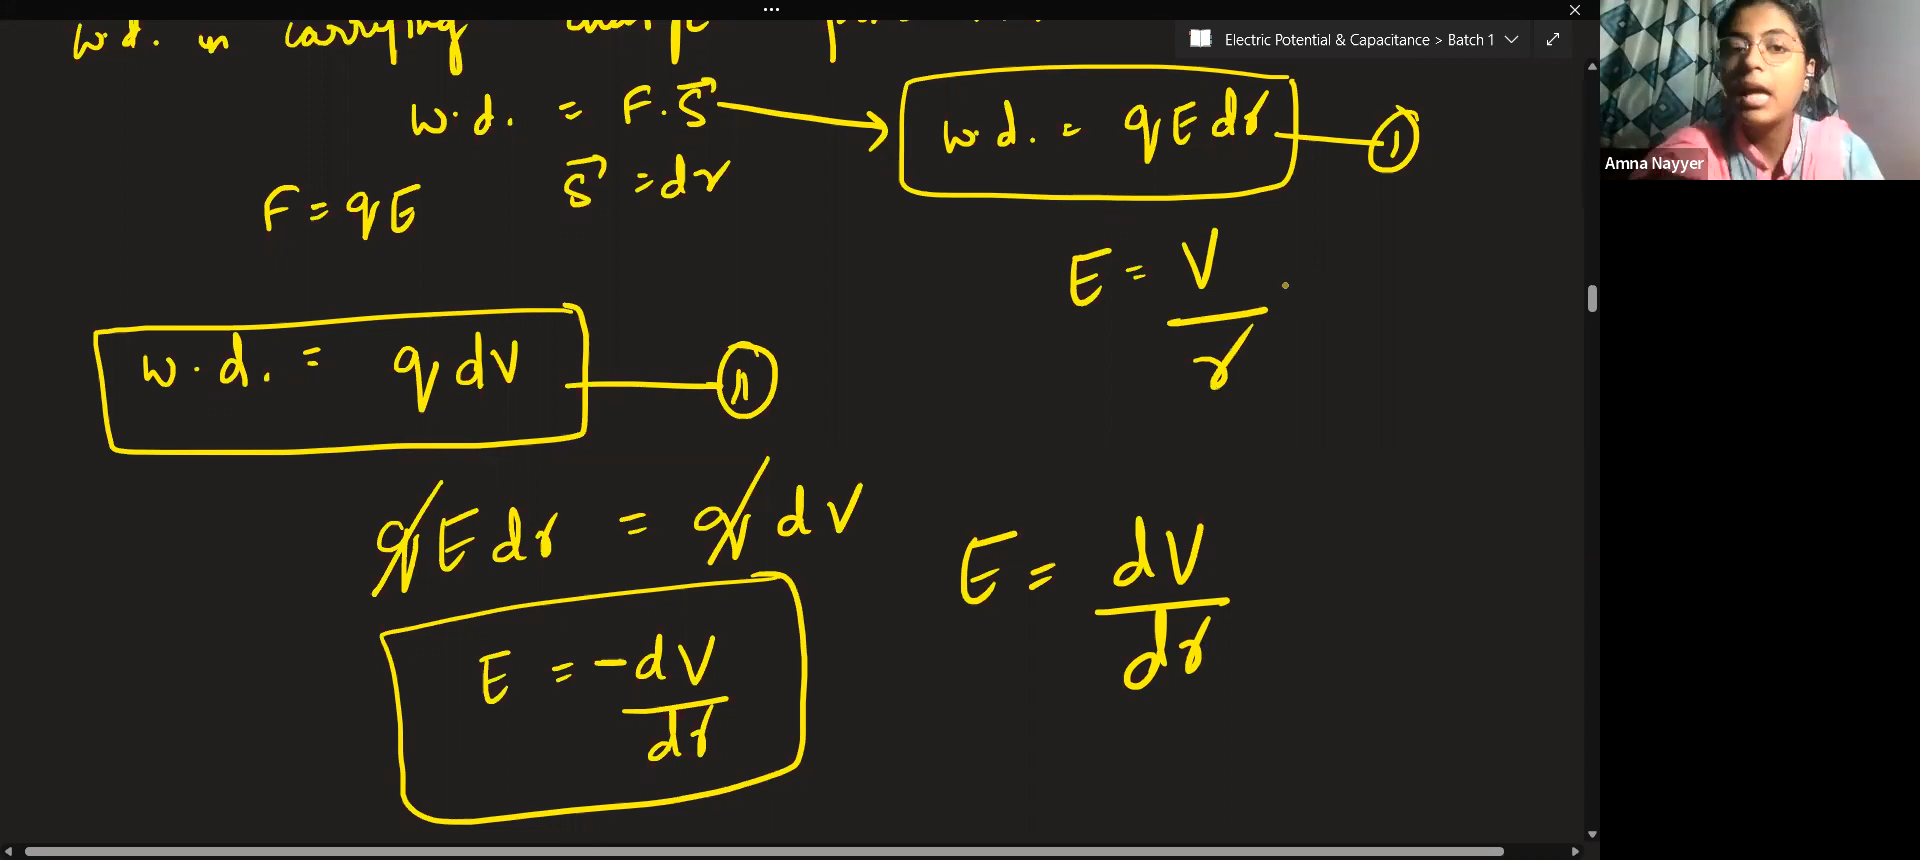 Electric Potential & Capacitance > Batch 1
w.d. in carrying
w.d. = F.S⃗
w.d. = qEdr
1
F = qE
S⃗ = dr
E = V/r
w.d. = qdV
11
qEdr = qdV
E = dV/dr
E = -dV/dr
Amna Nayyer